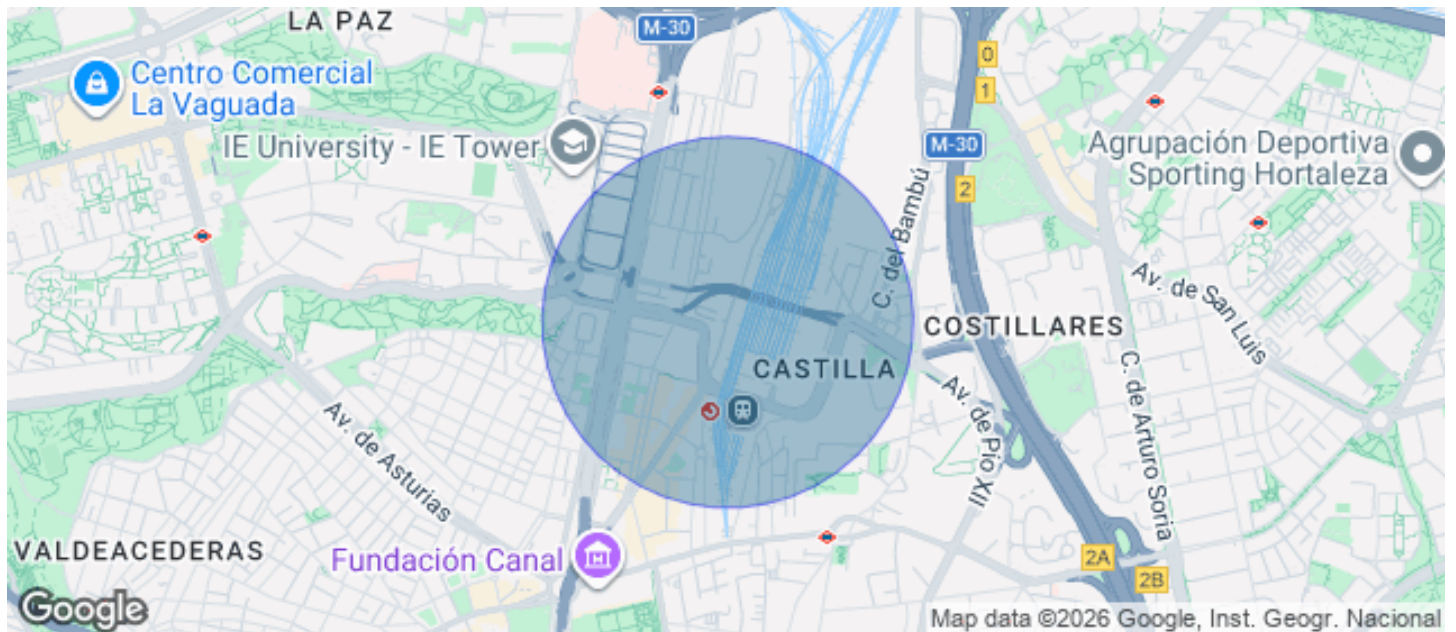 LA PAZ
M-30
Centro Comercial
La Vaguada
0
1
IE University - IE Tower
M-30
Agrupación Deportiva
Sporting Hortaleza
2
C. del Bambú
Av. de San Luis
COSTILLARES
CASTILLA
C. de Arturo Soria
Av. de Pío XII
Av. de Asturias
VALDEACEDERAS
Fundación Canal
2A
2B
Google
Map data ©2026 Google, Inst. Geogr. Nacional